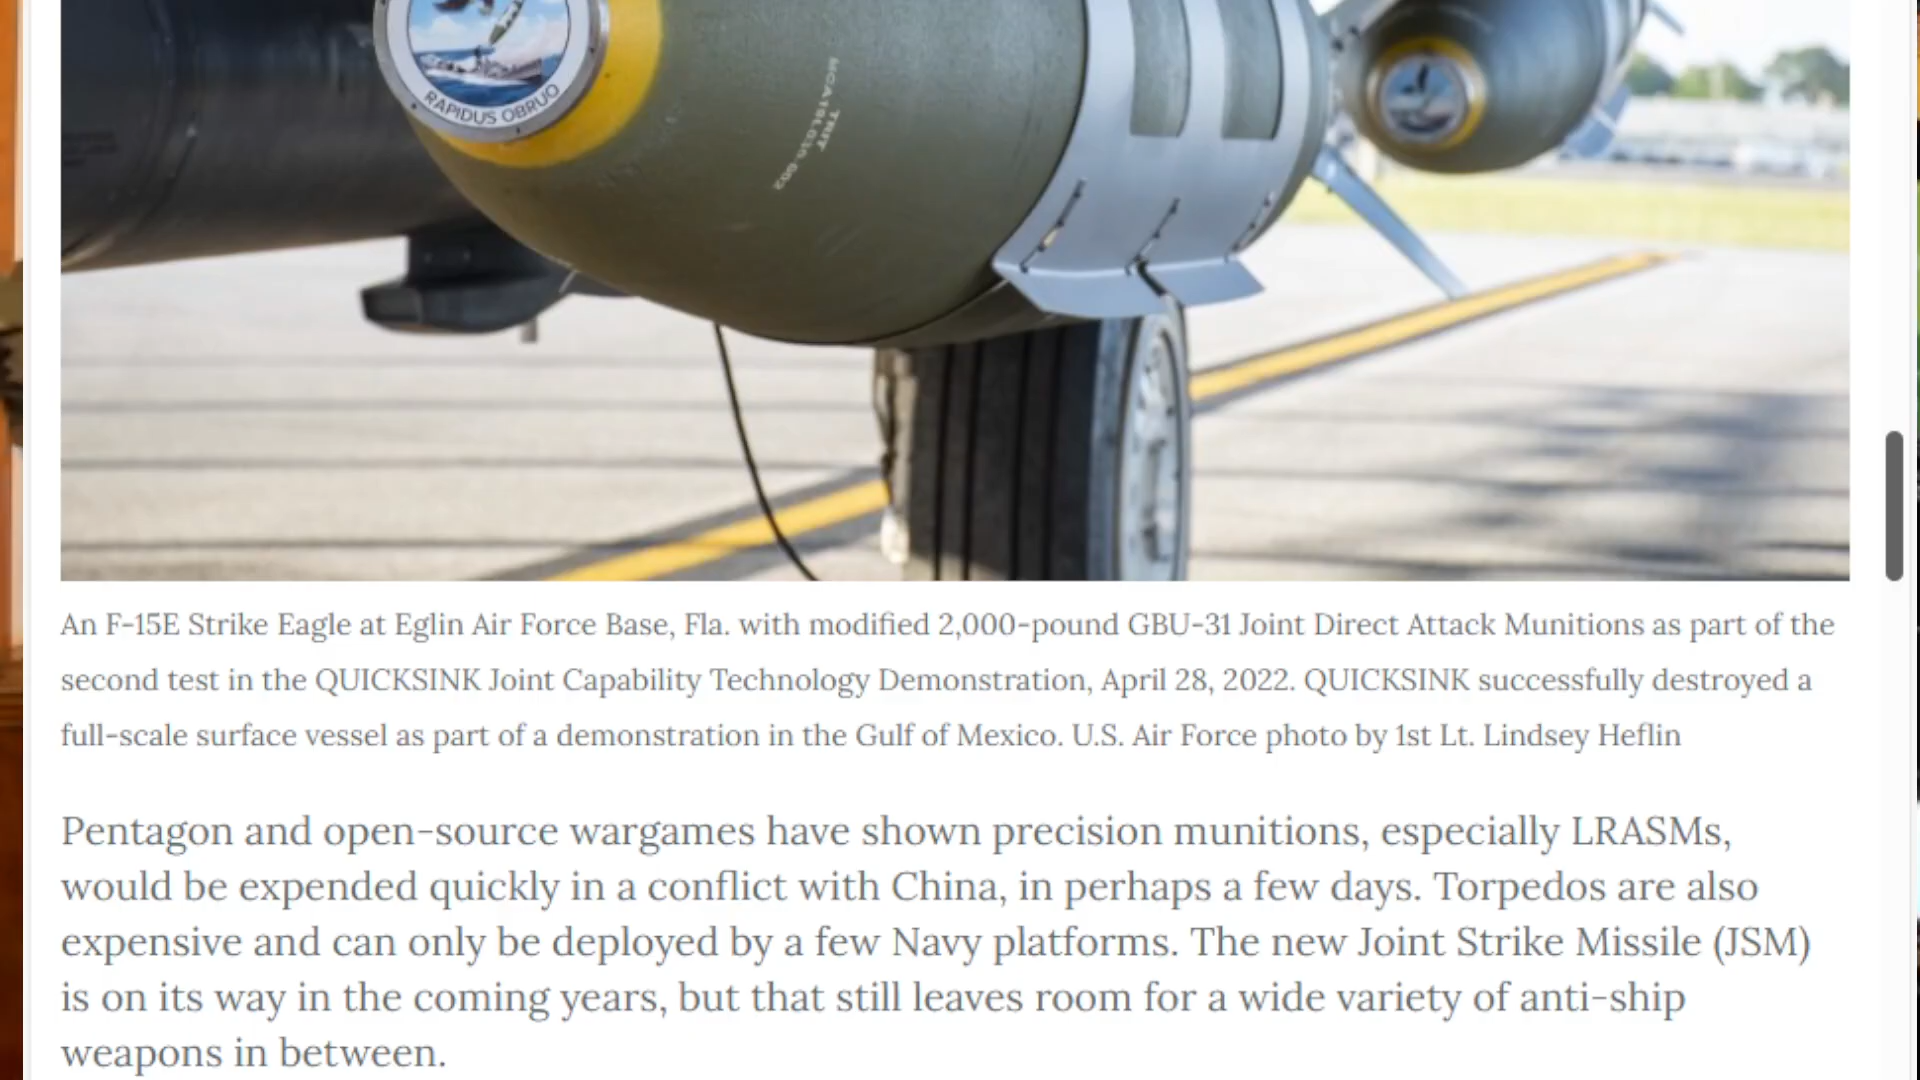 RAPIDUS OBRUO
TRIT
An F-15E Strike Eagle at Eglin Air Force Base, Fla. with modified 2,000-pound GBU-31 Joint Direct Attack Munitions as part of the
second test in the QUICKSINK Joint Capability Technology Demonstration, April 28, 2022. QUICKSINK successfully destroyed a
full-scale surface vessel as part of a demonstration in the Gulf of Mexico. U.S. Air Force photo by 1st Lt. Lindsey Heflin
Pentagon and open-source wargames have shown precision munitions, especially LRASMs,
would be expended quickly in a conflict with China, in perhaps a few days. Torpedos are also
expensive and can only be deployed by a few Navy platforms. The new Joint Strike Missile (JSM)
is on its way in the coming years, but that still leaves room for a wide variety of anti-ship
weapons in between.